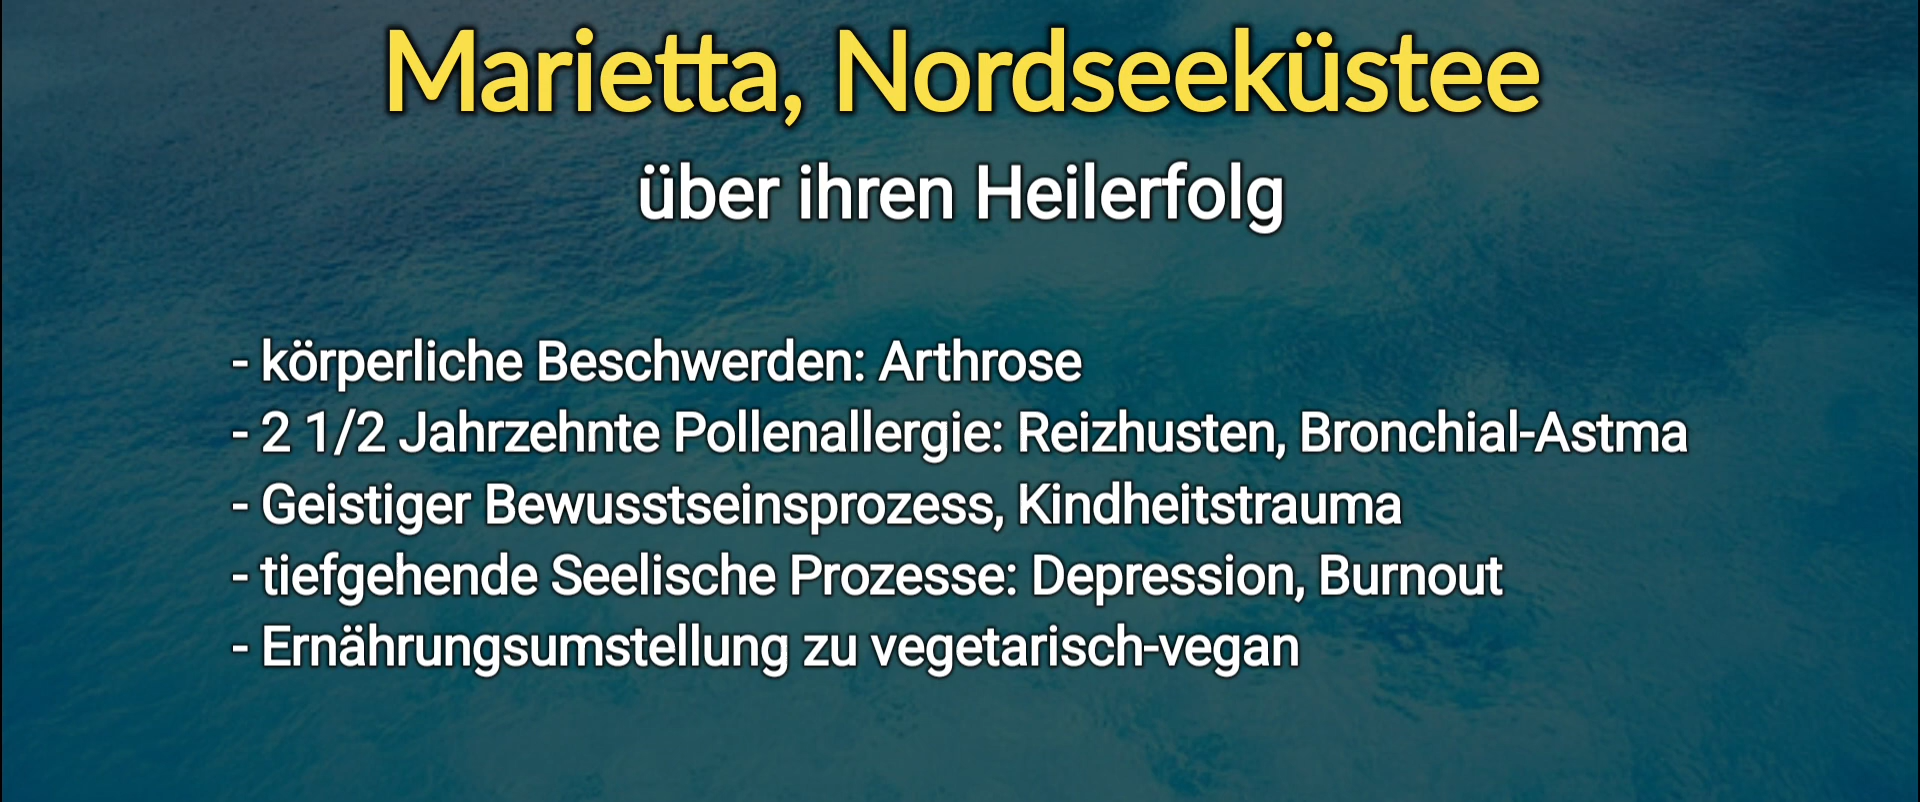 Marietta, Nordseeküstee
über ihren Heilerfolg
- körperliche Beschwerden: Arthrose
- 2 1/2 Jahrzehnte Pollenallergie: Reizhusten, Bronchial-Astma
- Geistiger Bewusstseinsprozess, Kindheitstrauma
- tiefgehende Seelische Prozesse: Depression, Burnout
- Ernährungsumstellung zu vegetarisch-vegan